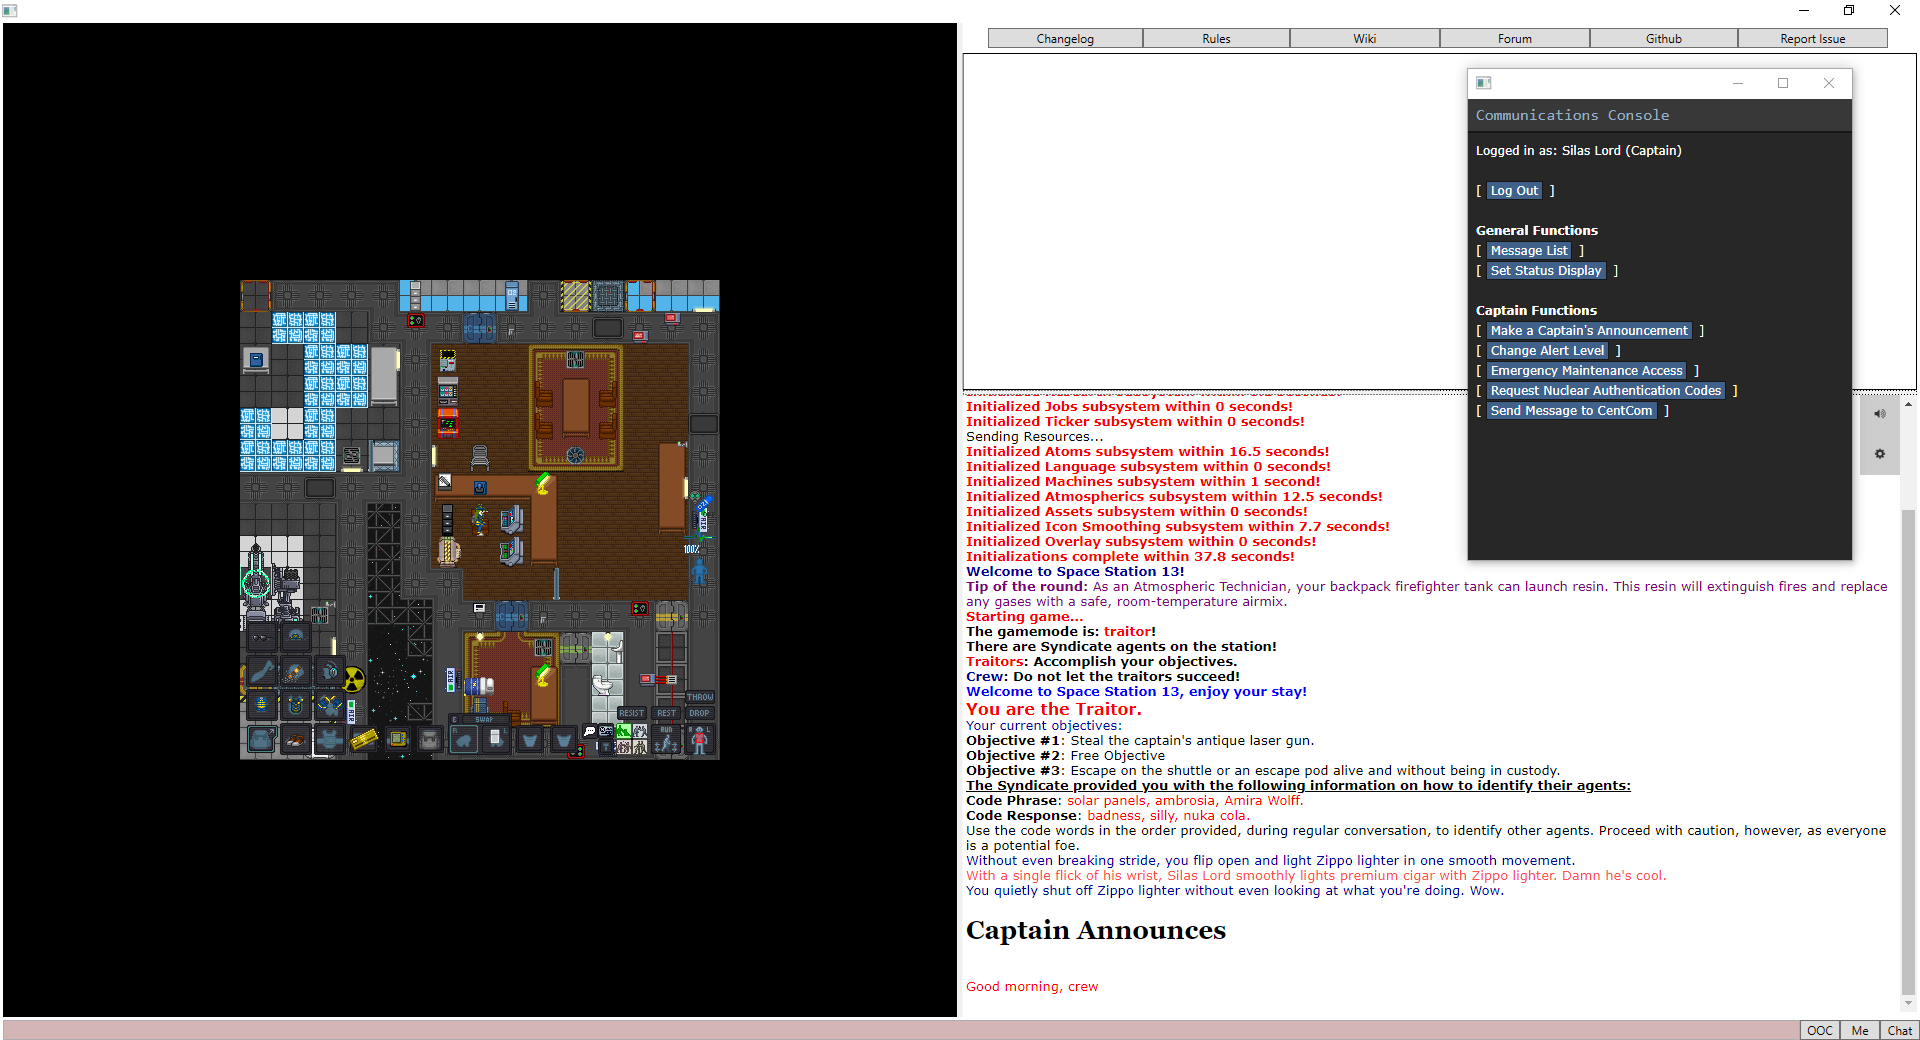 Changelog
Rules
Wiki
Forum
Github
Report Issue
Communications Console
Logged in as: Silas Lord (Captain)
[ Log Out ]
General Functions
[ Message List ]
[ Set Status Display ]
Captain Functions
[ Make a Captain's Announcement ]
[ Change Alert Level ]
[ Emergency Maintenance Access ]
[ Request Nuclear Authentication Codes ]
[ Send Message to CentCom ]
Initialized Jobs subsystem within 0 seconds!
Initialized Ticker subsystem within 0 seconds!
Sending Resources...
Initialized Atoms subsystem within 16.5 seconds!
Initialized Language subsystem within 0 seconds!
Initialized Machines subsystem within 1 second!
Initialized Atmospherics subsystem within 12.5 seconds!
Initialized Assets subsystem within 0 seconds!
Initialized Icon Smoothing subsystem within 7.7 seconds!
Initialized Overlay subsystem within 0 seconds!
Initializations complete within 37.8 seconds!
Welcome to Space Station 13!
Tip of the round: As an Atmospheric Technician, your backpack firefighter tank can launch resin. This resin will extinguish fires and replace
any gases with a safe, room-temperature airmix.
Starting game...
The gamemode is: traitor!
There are Syndicate agents on the station!
Traitors: Accomplish your objectives.
Crew: Do not let the traitors succeed!
Welcome to Space Station 13, enjoy your stay!
You are the Traitor.
Your current objectives:
Objective #1: Steal the captain's antique laser gun.
Objective #2: Free Objective
Objective #3: Escape on the shuttle or an escape pod alive and without being in custody.
The Syndicate provided you with the following information on how to identify their agents:
Code Phrase: solar panels, ambrosia, Amira Wolff.
Code Response: badness, silly, nuka cola.
Use the code words in the order provided, during regular conversation, to identify other agents. Proceed with caution, however, as everyone
is a potential foe.
Without even breaking stride, you flip open and light Zippo lighter in one smooth movement.
With a single flick of his wrist, Silas Lord smoothly lights premium cigar with Zippo lighter. Damn he's cool.
You quietly shut off Zippo lighter without even looking at what you're doing. Wow.
Captain Announces
Good morning, crew
OOC
Me
Chat
100%
AIR
AIR
AIR
THROW
RESIST
REST
DROP
E
SWAP
R
L
RUN
R
L